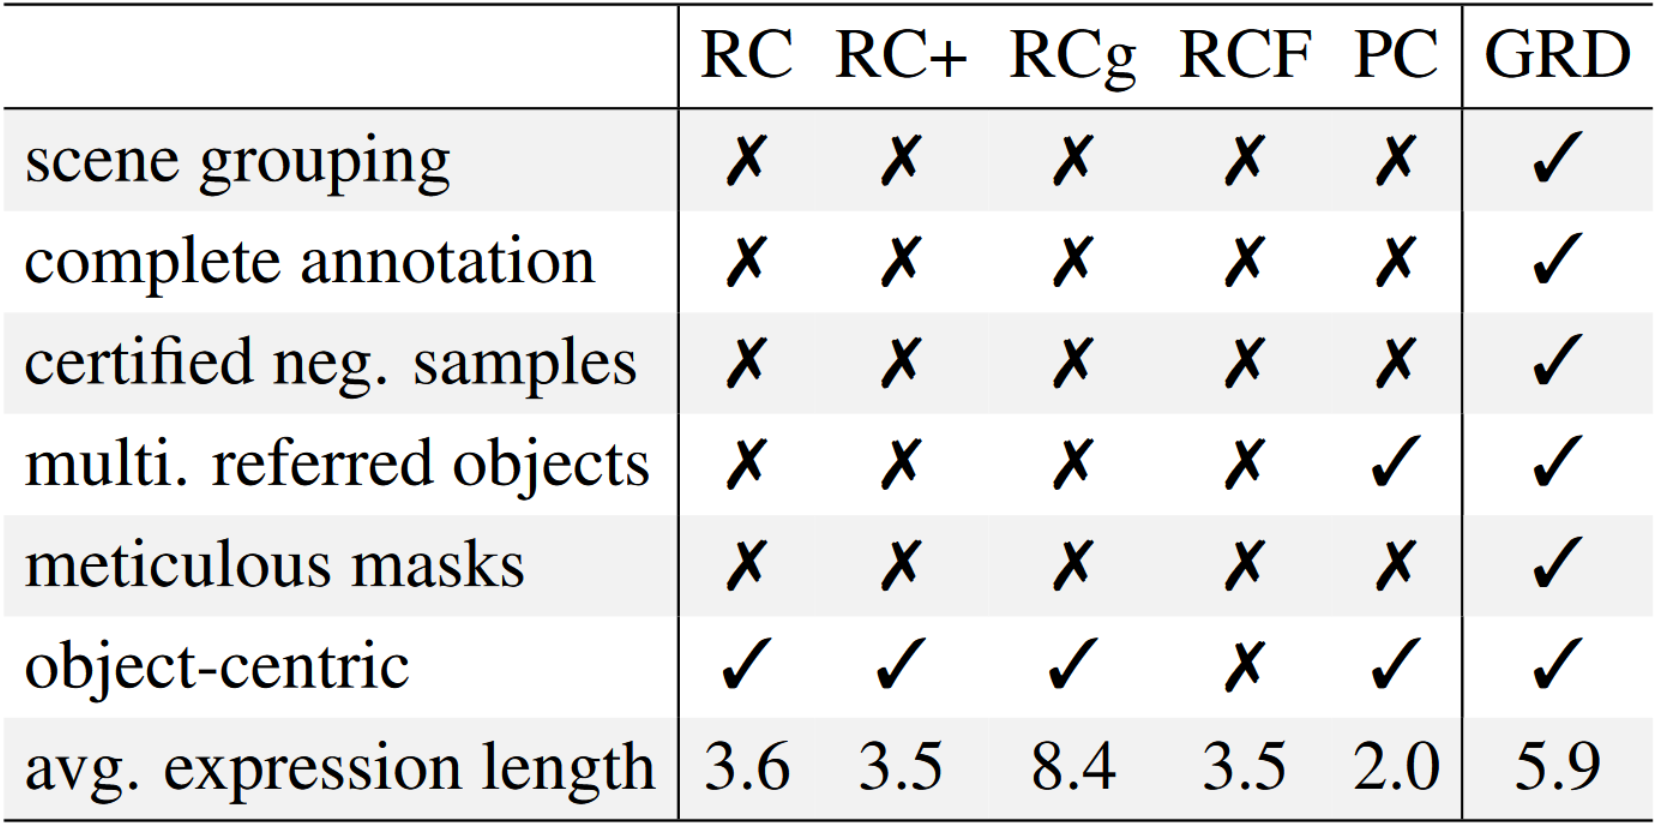 RC RC+ RCg RCF PC GRD
scene grouping ✗ ✗ ✗ ✗ ✗ ✓
complete annotation ✗ ✗ ✗ ✗ ✗ ✓
certified neg. samples ✗ ✗ ✗ ✗ ✗ ✓
multi. referred objects ✗ ✗ ✗ ✗ ✓ ✓
meticulous masks ✗ ✗ ✗ ✗ ✗ ✓
object-centric ✓ ✓ ✓ ✗ ✓ ✓
avg. expression length 3.6 3.5 8.4 3.5 2.0 5.9